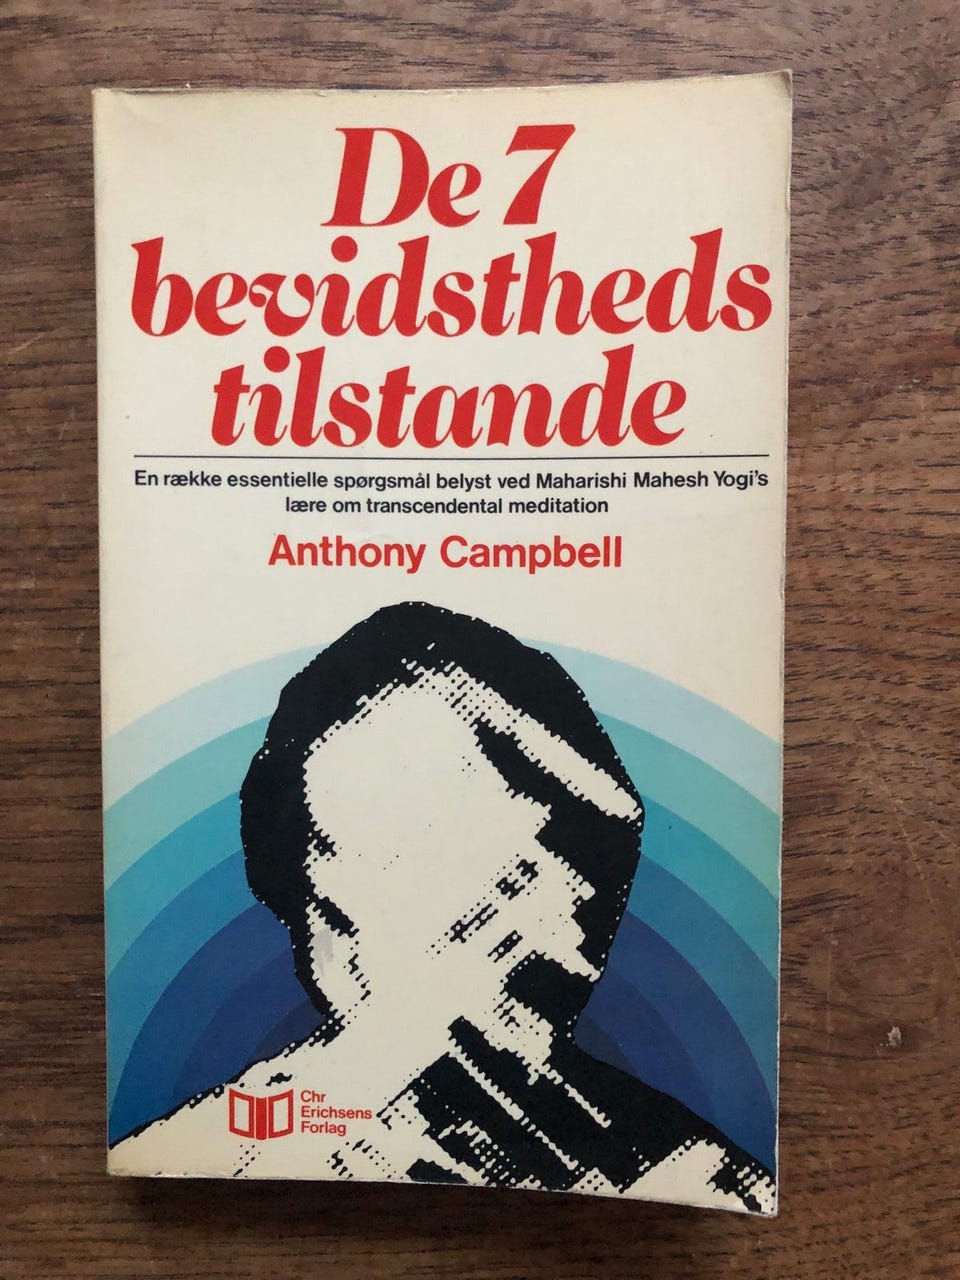 De 7
bevidstheds
tilstande
En række essentielle spørgsmål belyst ved Maharishi Mahesh Yogi's
lære om transcendental meditation
Anthony Campbell
Chr
Erichsens
Forlag